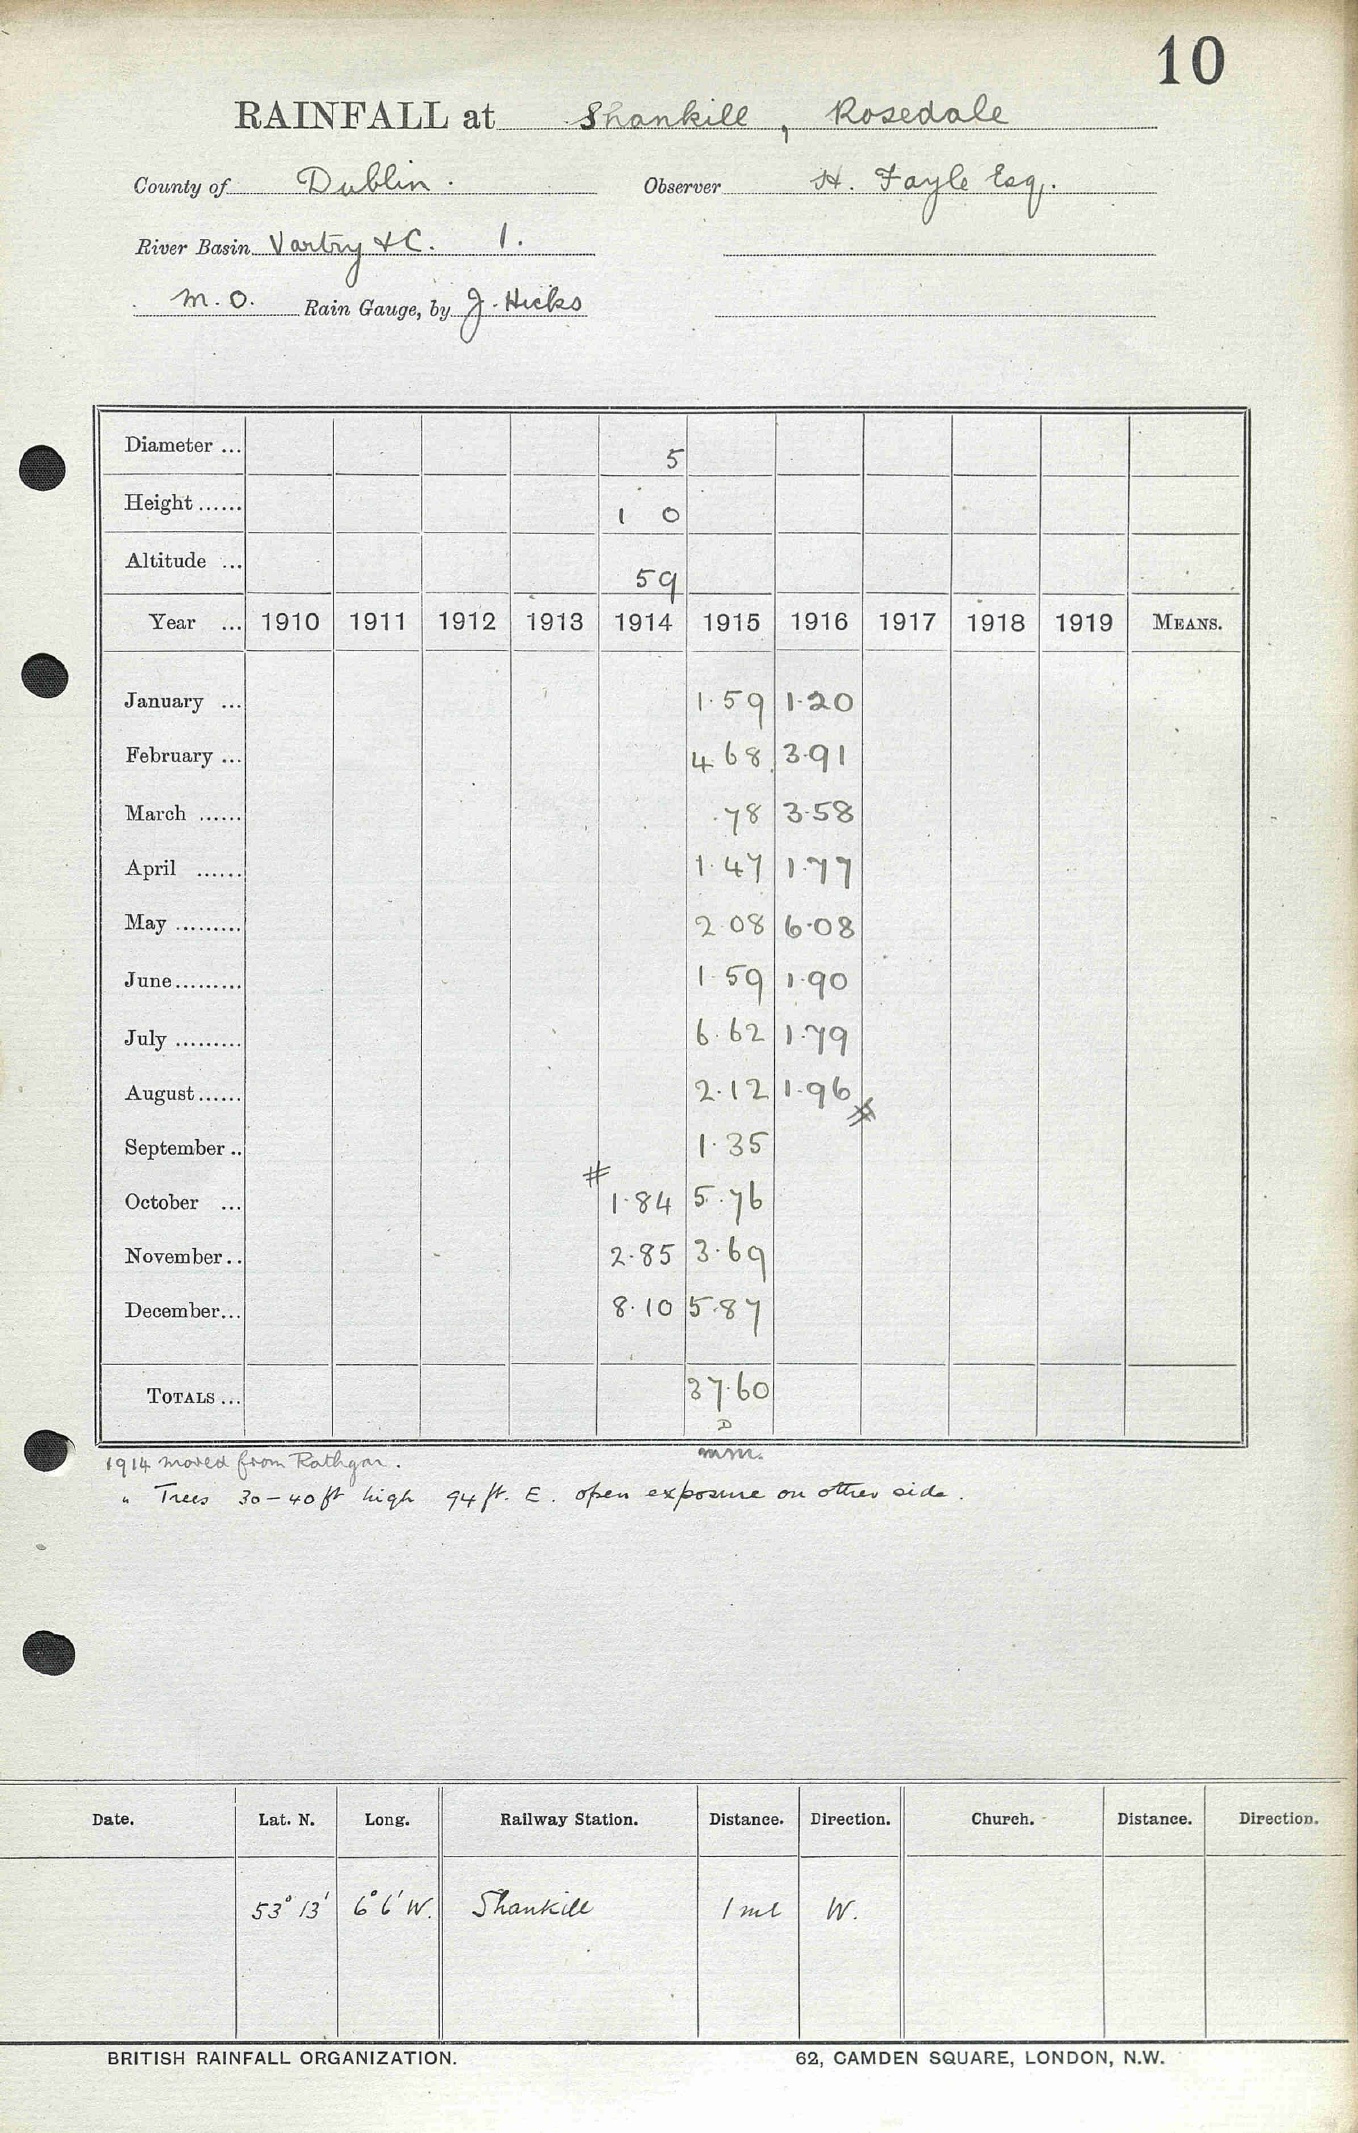 10
RAINFALL at Shankill, Rosedale
County of Dublin. Observer H. Fayle Esq.
River Basin Vartry &C. 1.
M.O. Rain Gauge, by J. Hicks
Diameter ... 5
Height ...... 1 0
Altitude ... 59
Year ... 1910 1911 1912 1913 1914 1915 1916 1917 1918 1919 MEANS.
January ... 1.59 1.20
February ... 4.68 3.91
March ...... .78 3.58
April ...... 1.47 1.77
May ......... 2.08 6.08
June......... 1.59 1.90
July ......... 6.62 1.79
August...... 2.12 1.96 #
September .. 1.35
October ... # 1.84 5.76
November.. 2.85 3.69
December... 8.10 5.87
TOTALS ... 37.60
D
mm.
1914 moved from Rathgar.
" Trees 30-40ft high 94ft. E. open exposure on other side.
Date. Lat. N. Long. Railway Station. Distance. Direction. Church. Distance. Direction.
53° 13' 6° 6' W. Shankill 1 ml W.
BRITISH RAINFALL ORGANIZATION. 62, CAMDEN SQUARE, LONDON, N.W.